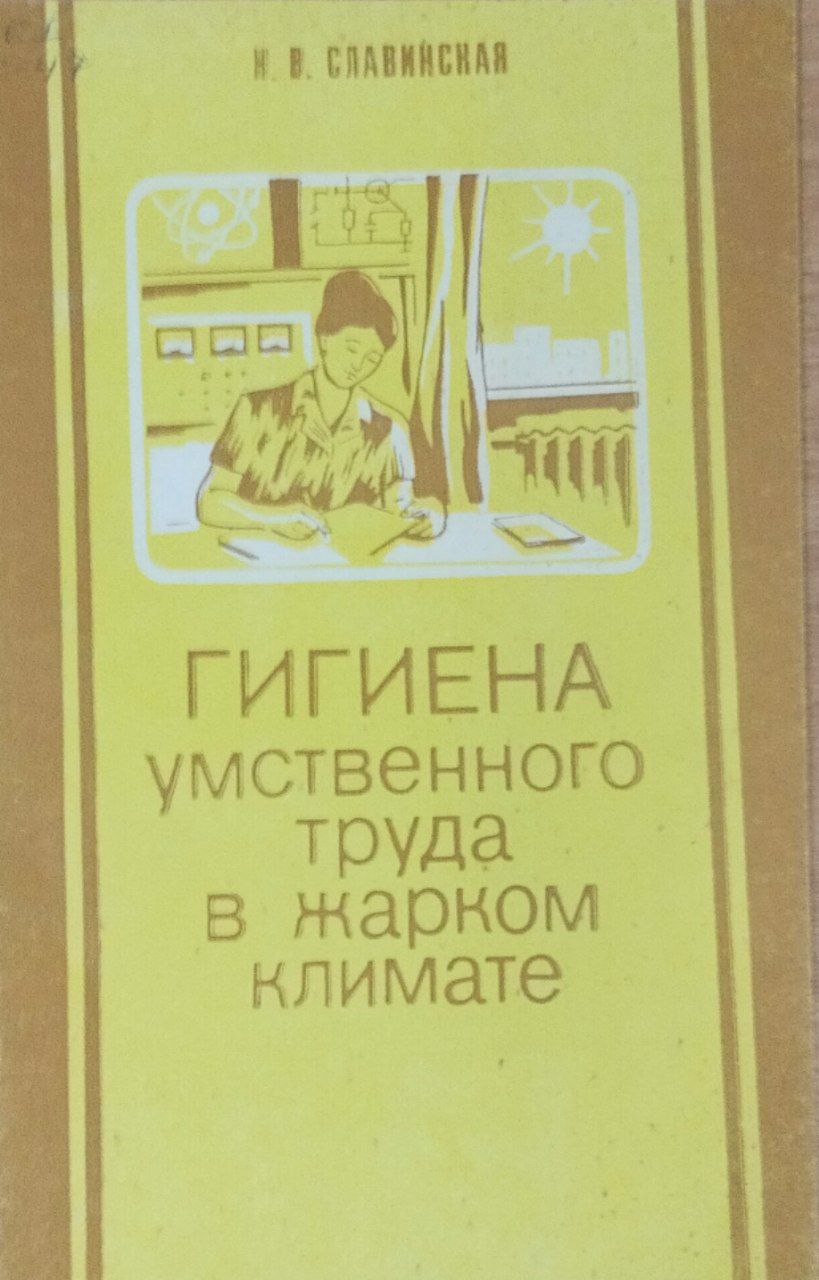 Н. В. СЛАВИНСКАЯ
ГИГИЕНА
умственного
труда
в жарком
климате